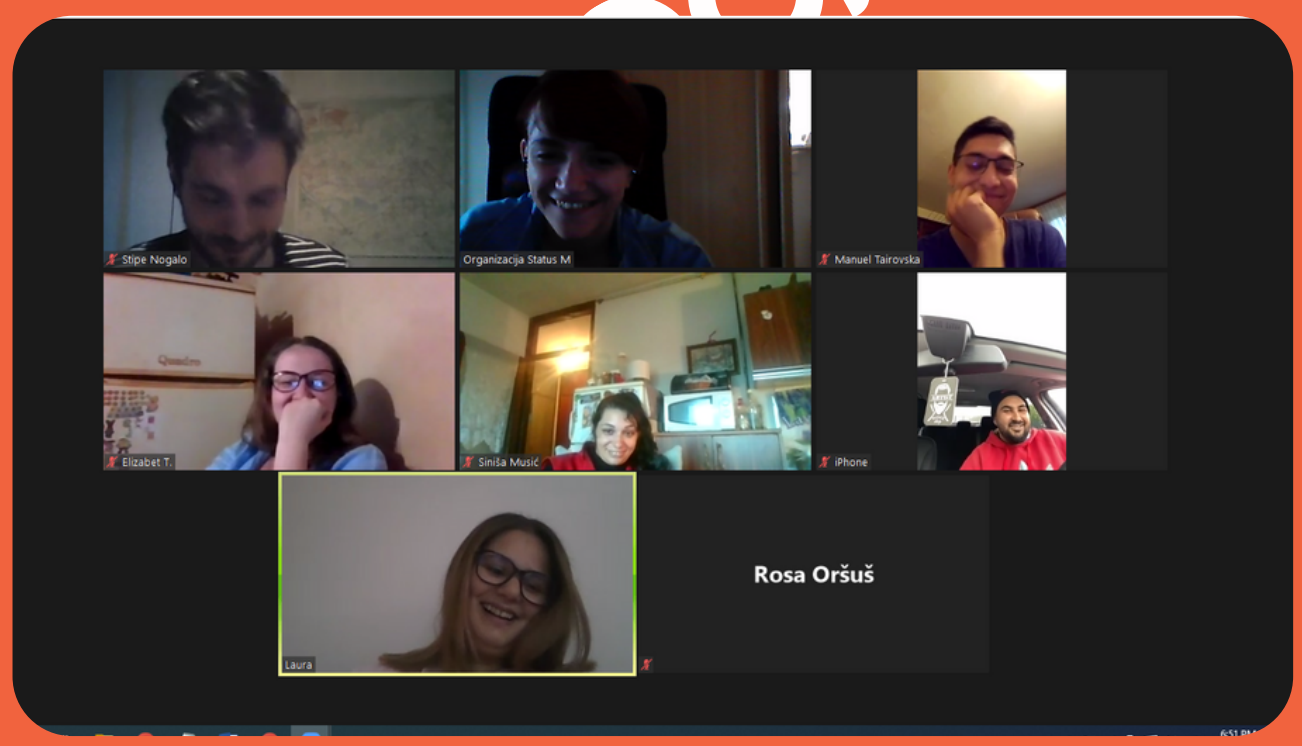 Stipe Nogalo
Organizacija Status M
Manuel Tairovska
Quadro
Elizabet T.
Siniša Musić
iPhone
Laura
Rosa Oršuš
6:51 PM